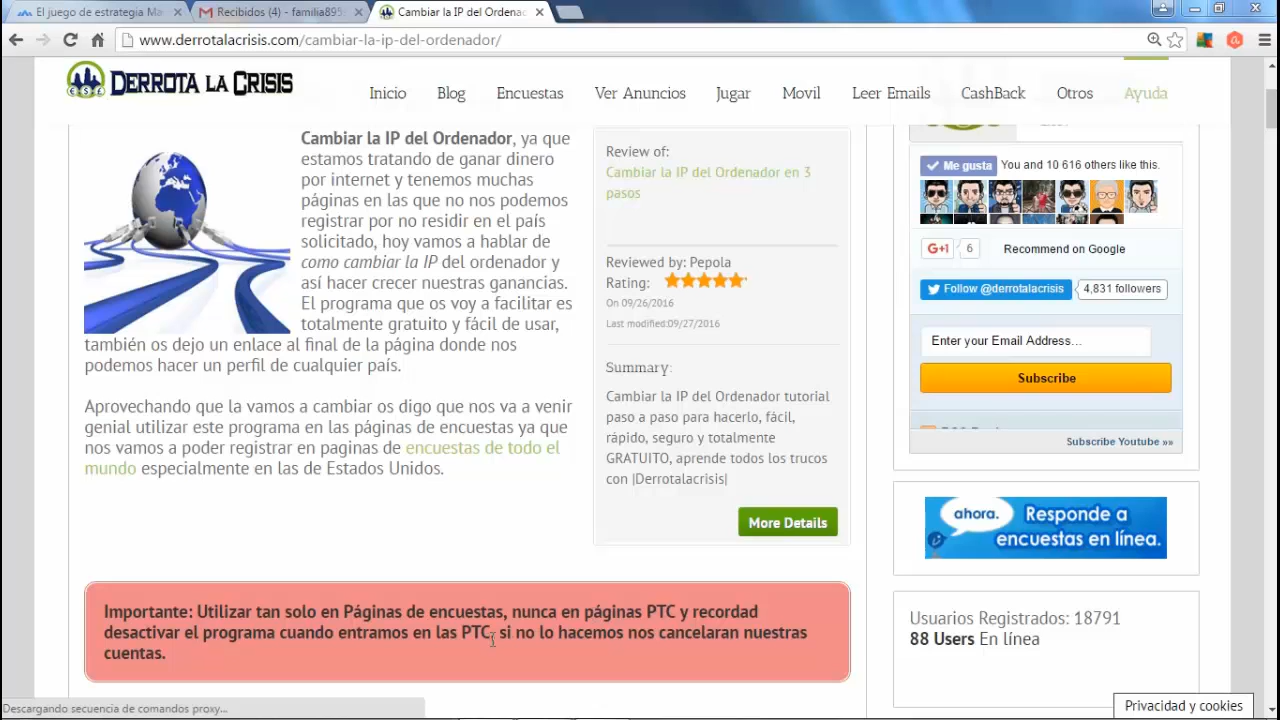 El juego de estrategia Ma
Recibidos (4) - familia895
Cambiar la IP del Ordenac
www.derrotalacrisis.com/cambiar-la-ip-del-ordenador/
DERROTA LA CRISIS
Inicio Blog Encuestas Ver Anuncios Jugar Movil Leer Emails CashBack Otros Ayuda
Cambiar la IP del Ordenador, ya que
estamos tratando de ganar dinero
por internet y tenemos muchas
páginas en las que no nos podemos
registrar por no residir en el país
solicitado, hoy vamos a hablar de
como cambiar la IP del ordenador y
así hacer crecer nuestras ganancias.
El programa que os voy a facilitar es
totalmente gratuito y fácil de usar,
también os dejo un enlace al final de la página donde nos
podemos hacer un perfil de cualquier país.
Aprovechando que la vamos a cambiar os digo que nos va a venir
genial utilizar este programa en las páginas de encuestas ya que
nos vamos a poder registrar en paginas de encuestas de todo el
mundo especialmente en las de Estados Unidos.
Review of:
Cambiar la IP del Ordenador en 3
pasos
Reviewed by: Pepola
Rating:
On 09/26/2016
Last modified:09/27/2016
Summary:
Cambiar la IP del Ordenador tutorial
paso a paso para hacerlo, fácil,
rápido, seguro y totalmente
GRATUITO, aprende todos los trucos
con |Derrotalacrisis|
More Details
Importante: Utilizar tan solo en Páginas de encuestas, nunca en páginas PTC y recordad
desactivar el programa cuando entramos en las PTC, si no lo hacemos nos cancelaran nuestras
cuentas.
Me gusta You and 10 616 others like this.
G+1 6 Recommend on Google
Follow @derrotalacrisis 4,831 followers
Enter your Email Address...
Subscribe
Subscribe Youtube »»
ahora. Responde a
encuestas en línea.
Usuarios Registrados: 18791
88 Users En línea
Descargando secuencia de comandos proxy...
Privacidad y cookies